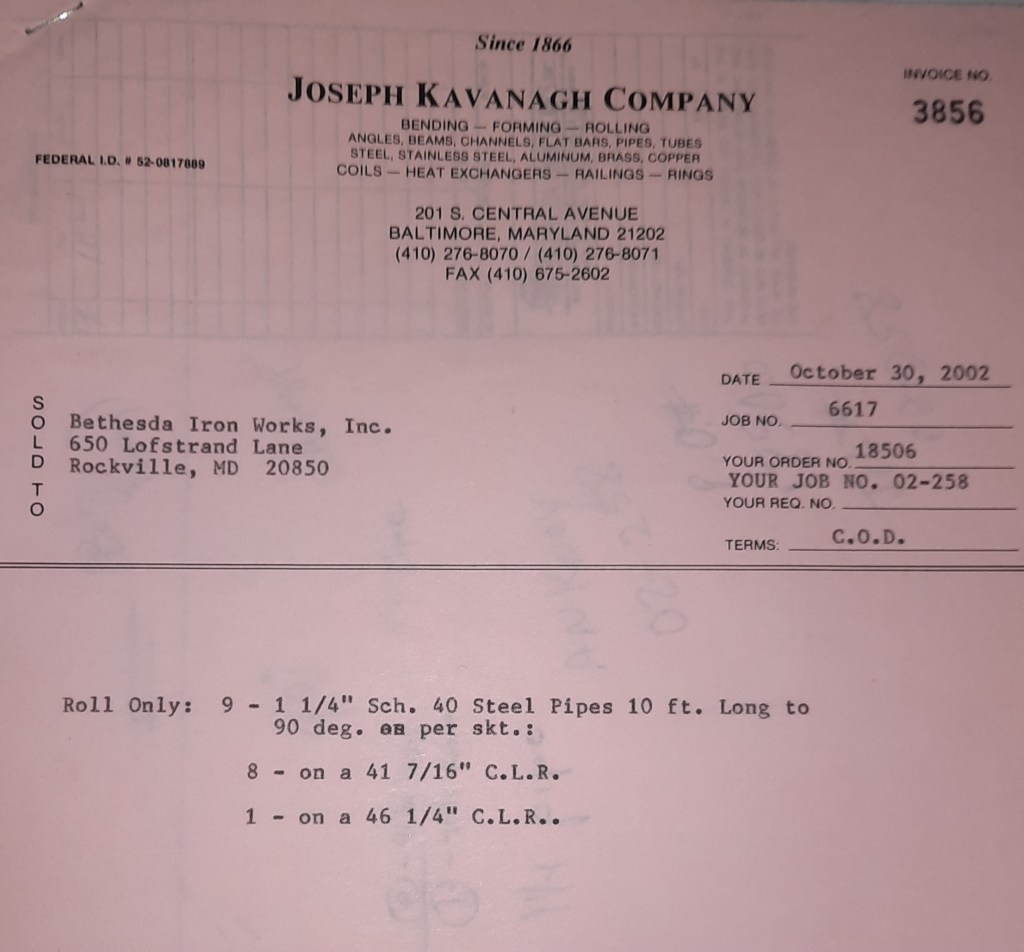 Since 1866
JOSEPH KAVANAGH COMPANY
BENDING — FORMING — ROLLING
ANGLES, BEAMS, CHANNELS, FLAT BARS, PIPES, TUBES
STEEL, STAINLESS STEEL, ALUMINUM, BRASS, COPPER
COILS — HEAT EXCHANGERS — RAILINGS — RINGS
INVOICE NO.
3856
FEDERAL I.D. # 52-0817889
201 S. CENTRAL AVENUE
BALTIMORE, MARYLAND 21202
(410) 276-8070 / (410) 276-8071
FAX (410) 675-2602
DATE October 30, 2002
JOB NO. 6617
YOUR ORDER NO. 18506
YOUR JOB NO. 02-258
YOUR REQ. NO.
TERMS: C.O.D.
SOLD TO
Bethesda Iron Works, Inc.
650 Lofstrand Lane
Rockville, MD 20850
Roll Only: 9 - 1 1/4" Sch. 40 Steel Pipes 10 ft. Long to
90 deg. as per skt.:
8 - on a 41 7/16" C.L.R.
1 - on a 46 1/4" C.L.R..